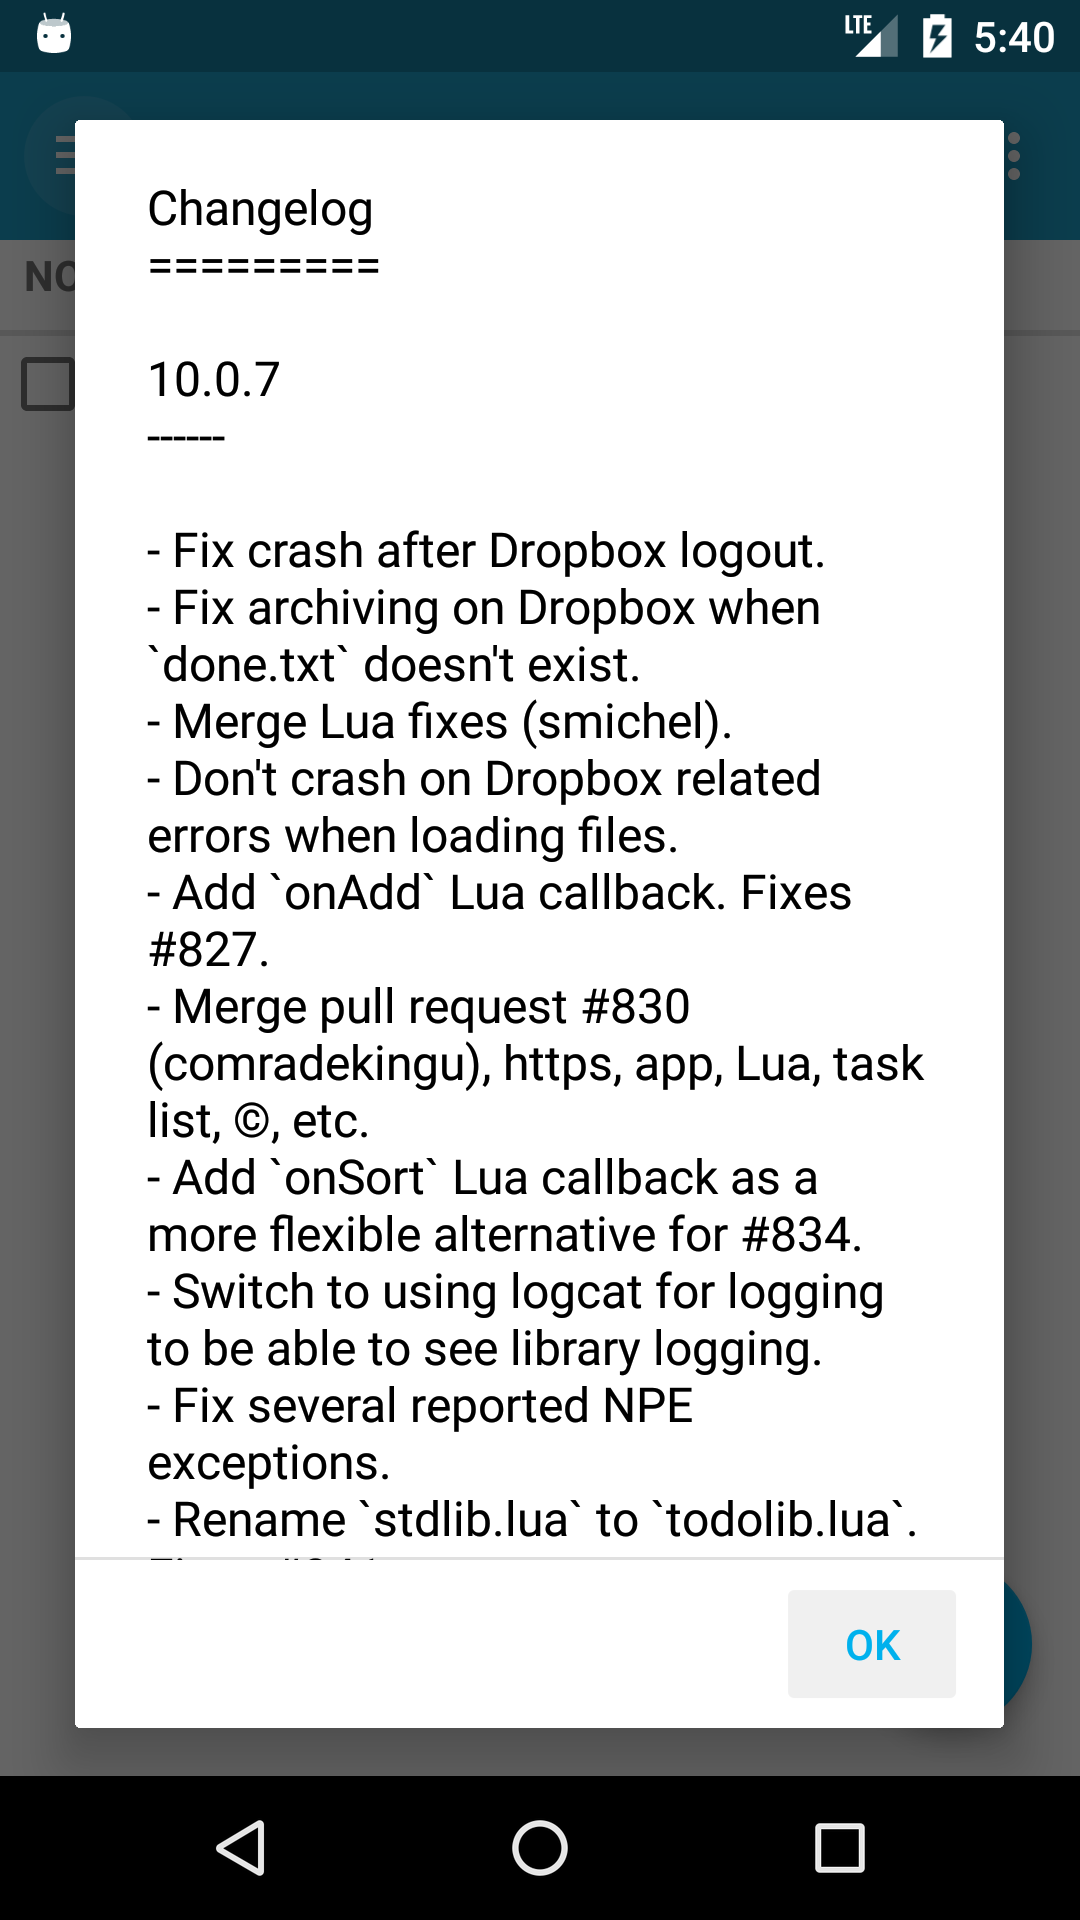 LTE 5:40
Changelog
=========
10.0.7
------
- Fix crash after Dropbox logout.
- Fix archiving on Dropbox when
`done.txt` doesn't exist.
- Merge Lua fixes (smichel).
- Don't crash on Dropbox related
errors when loading files.
- Add `onAdd` Lua callback. Fixes
#827.
- Merge pull request #830
(comradekingu), https, app, Lua, task
list, ©, etc.
- Add `onSort` Lua callback as a
more flexible alternative for #834.
- Switch to using logcat for logging
to be able to see library logging.
- Fix several reported NPE
exceptions.
- Rename `stdlib.lua` to `todolib.lua`.
OK